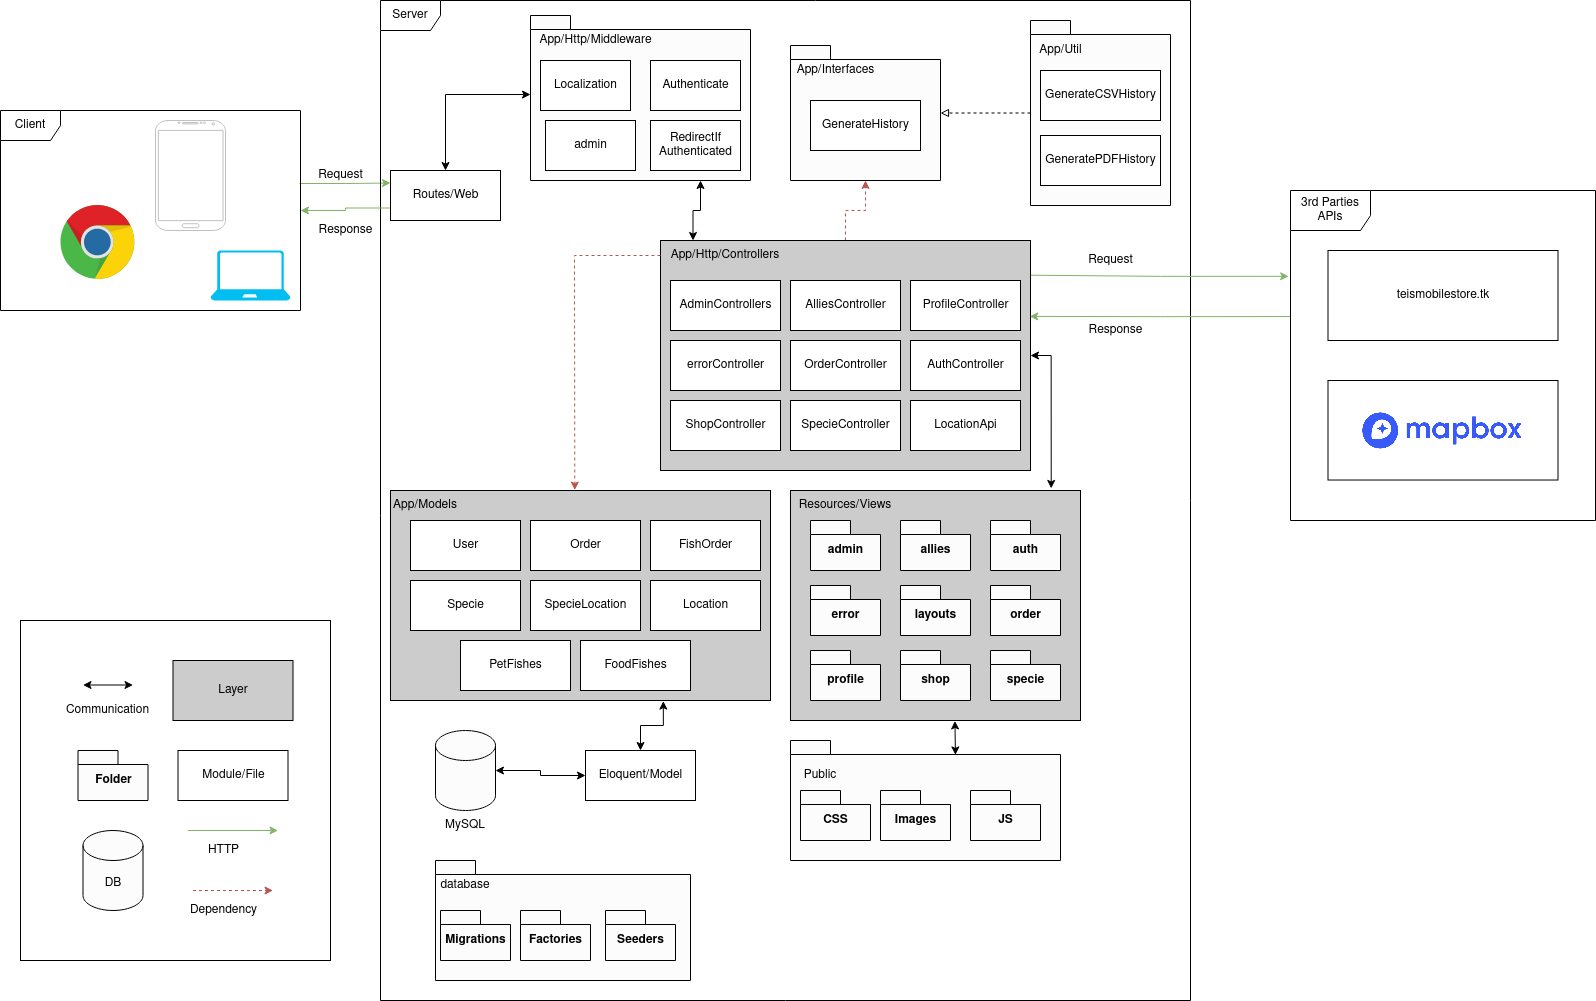 Server
App/Http/Middleware
Localization
Authenticate
admin
RedirectIf
Authenticated
App/Interfaces
GenerateHistory
App/Util
GenerateCSVHistory
GeneratePDFHistory
Client
Request
Response
Routes/Web
App/Http/Controllers
AdminControllers
AlliesController
ProfileController
errorController
OrderController
AuthController
ShopController
SpecieController
LocationApi
Request
Response
3rd Parties
APIs
teismobilestore.tk
mapbox
App/Models
User
Order
FishOrder
Specie
SpecieLocation
Location
PetFishes
FoodFishes
Resources/Views
admin
allies
auth
error
layouts
order
profile
shop
specie
MySQL
Eloquent/Model
Public
CSS
Images
JS
database
Migrations
Factories
Seeders
Communication
Layer
Folder
Module/File
DB
HTTP
Dependency